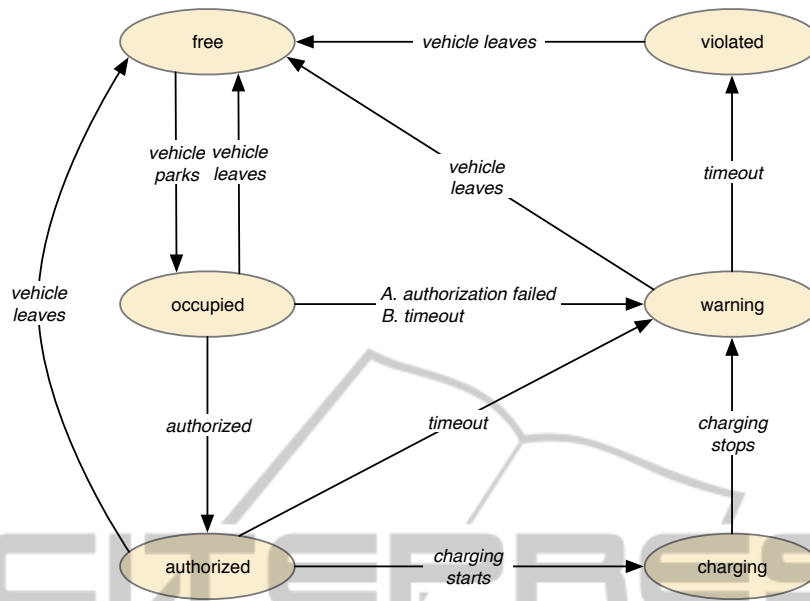 free
vehicle leaves
violated
vehicle
parks
vehicle
leaves
vehicle
leaves
timeout
vehicle
leaves
occupied
A. authorization failed
B. timeout
warning
authorized
timeout
charging
stops
authorized
charging
starts
charging
CITEPRES